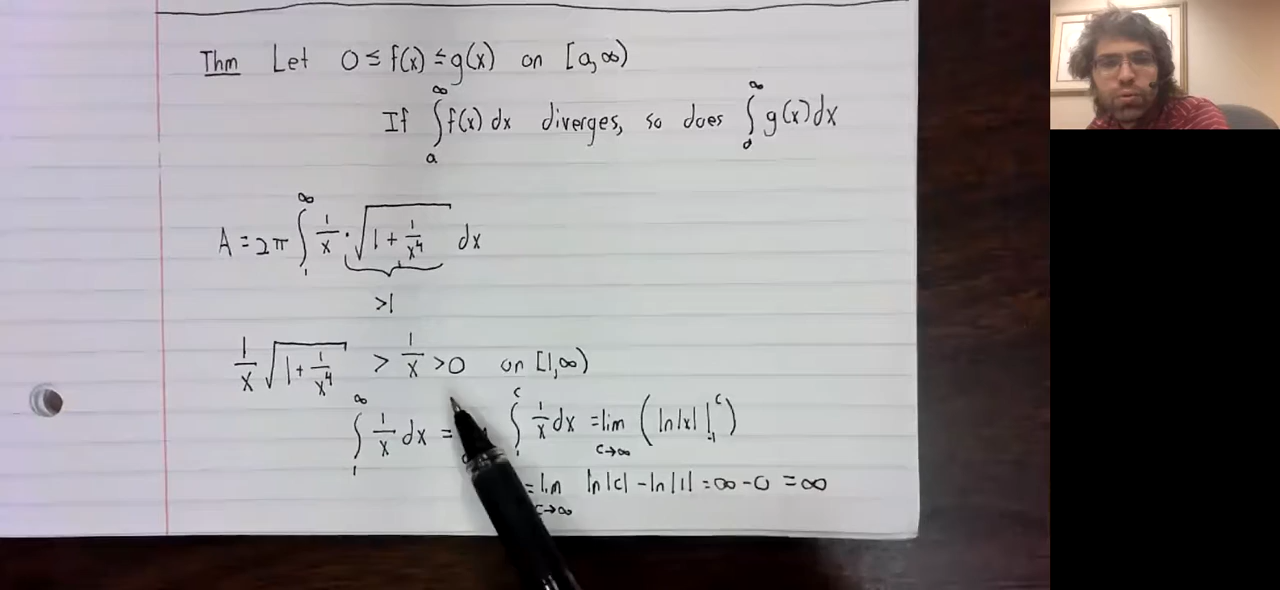 Thm Let 0 ≤ f(x) ≤ g(x) on [a,∞)
If ∫_a^∞ f(x) dx diverges, so does ∫_a^∞ g(x) dx
A = 2π ∫_1^∞ 1/x · √(1 + 1/x⁴) dx
>1
1/x √(1 + 1/x⁴) > 1/x > 0 on [1,∞)
∫_1^∞ 1/x dx = ∫_1^c 1/x dx = lim_{c→∞} (ln|x| |_1^c)
= lim_{c→∞} ln|c| - ln|1| = ∞ - 0 = ∞